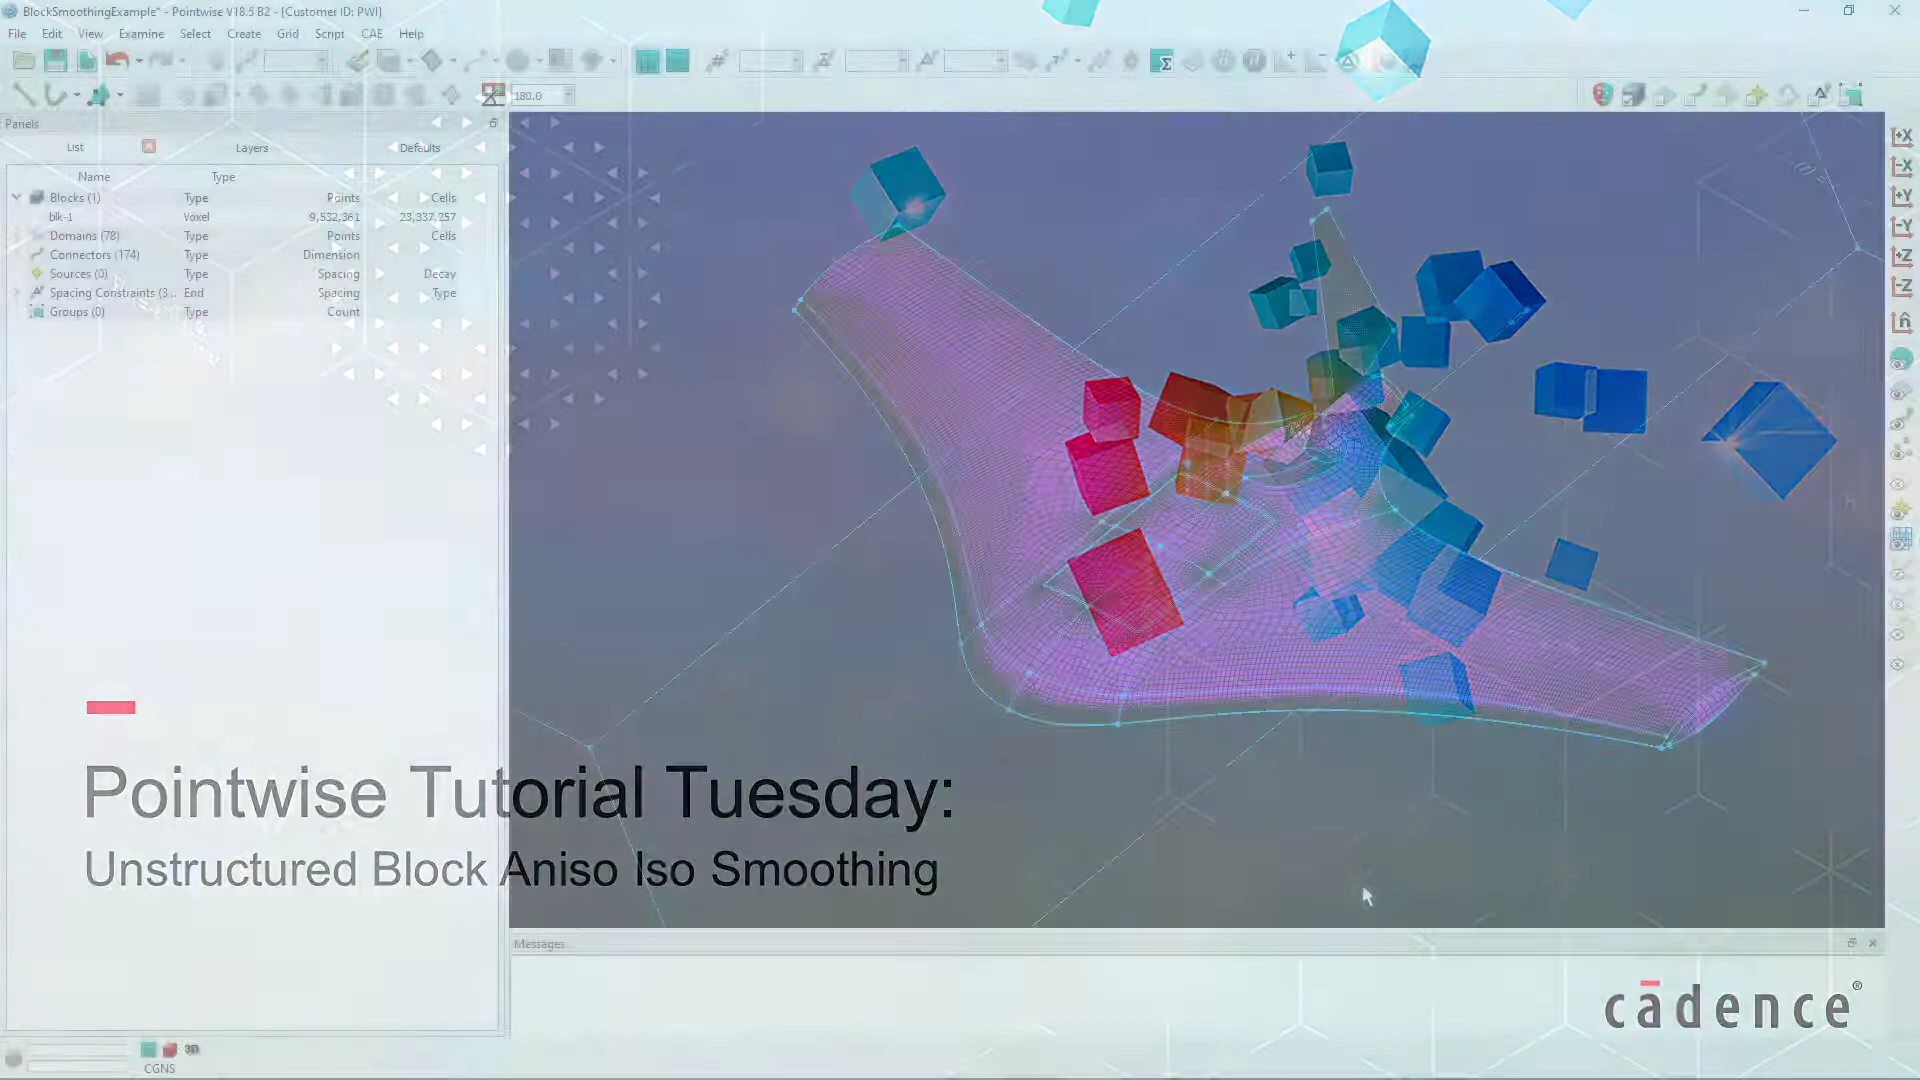 BlockSmoothingExample* - Pointwise V18.5 B2 - [Customer ID: PWI]
File Edit View Examine Select Create Grid Script CAE Help
180.0
Panels
List Layers Defaults
Name Type
Blocks (1) Type Points Cells
blk-1 Voxel 9,532,361 23,337,257
Domains (78) Type Points Cells
Connectors (174) Type Dimension
Sources (0) Type Spacing Decay
Spacing Constraints (3... End Spacing Type
Groups (0) Type Count
+X
-X
+Y
-Y
+Z
-Z
n̂
Pointwise Tutorial Tuesday:
Unstructured Block Aniso Iso Smoothing
Messages
cādence®
3D
CGNS